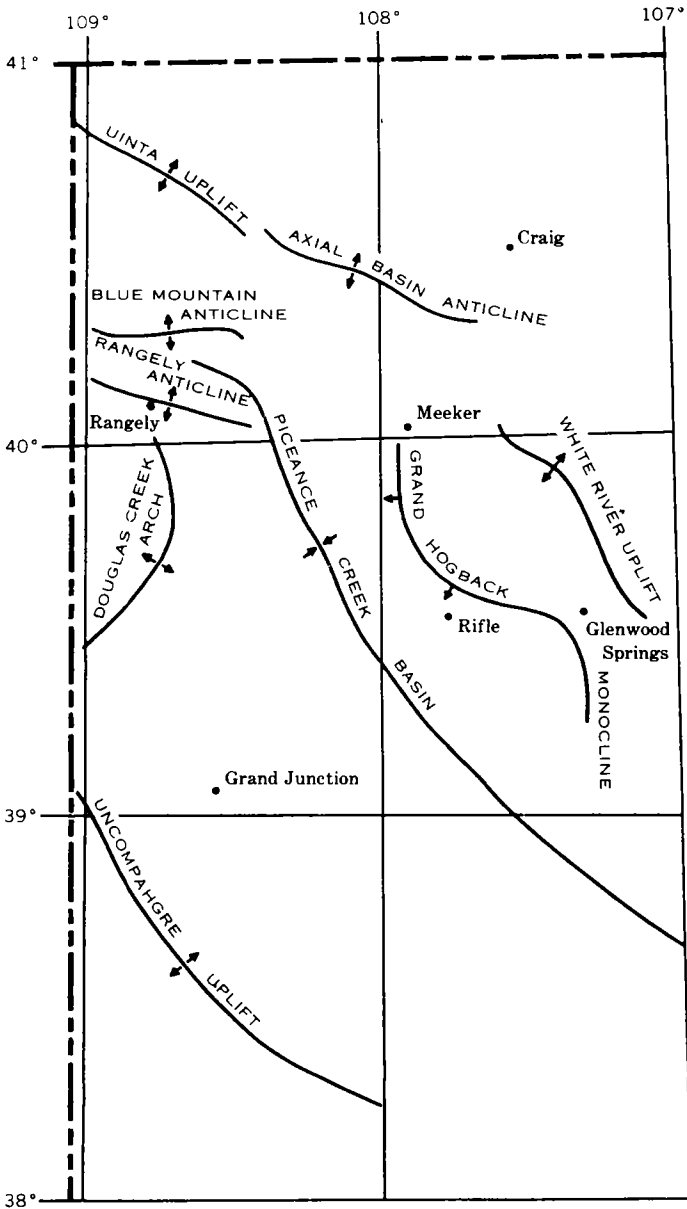 109°
108°
107°
41°
UINTA UPLIFT
Craig
AXIAL BASIN ANTICLINE
BLUE MOUNTAIN
ANTICLINE
RANGELY
ANTICLINE
Rangely
Meeker
40°
PICEANCE CREEK BASIN
GRAND HOGBACK MONOCLINE
WHITE RIVER UPLIFT
DOUGLAS CREEK
ARCH
Rifle
Glenwood
Springs
Grand Junction
39°
UNCOMPAHGRE UPLIFT
38°